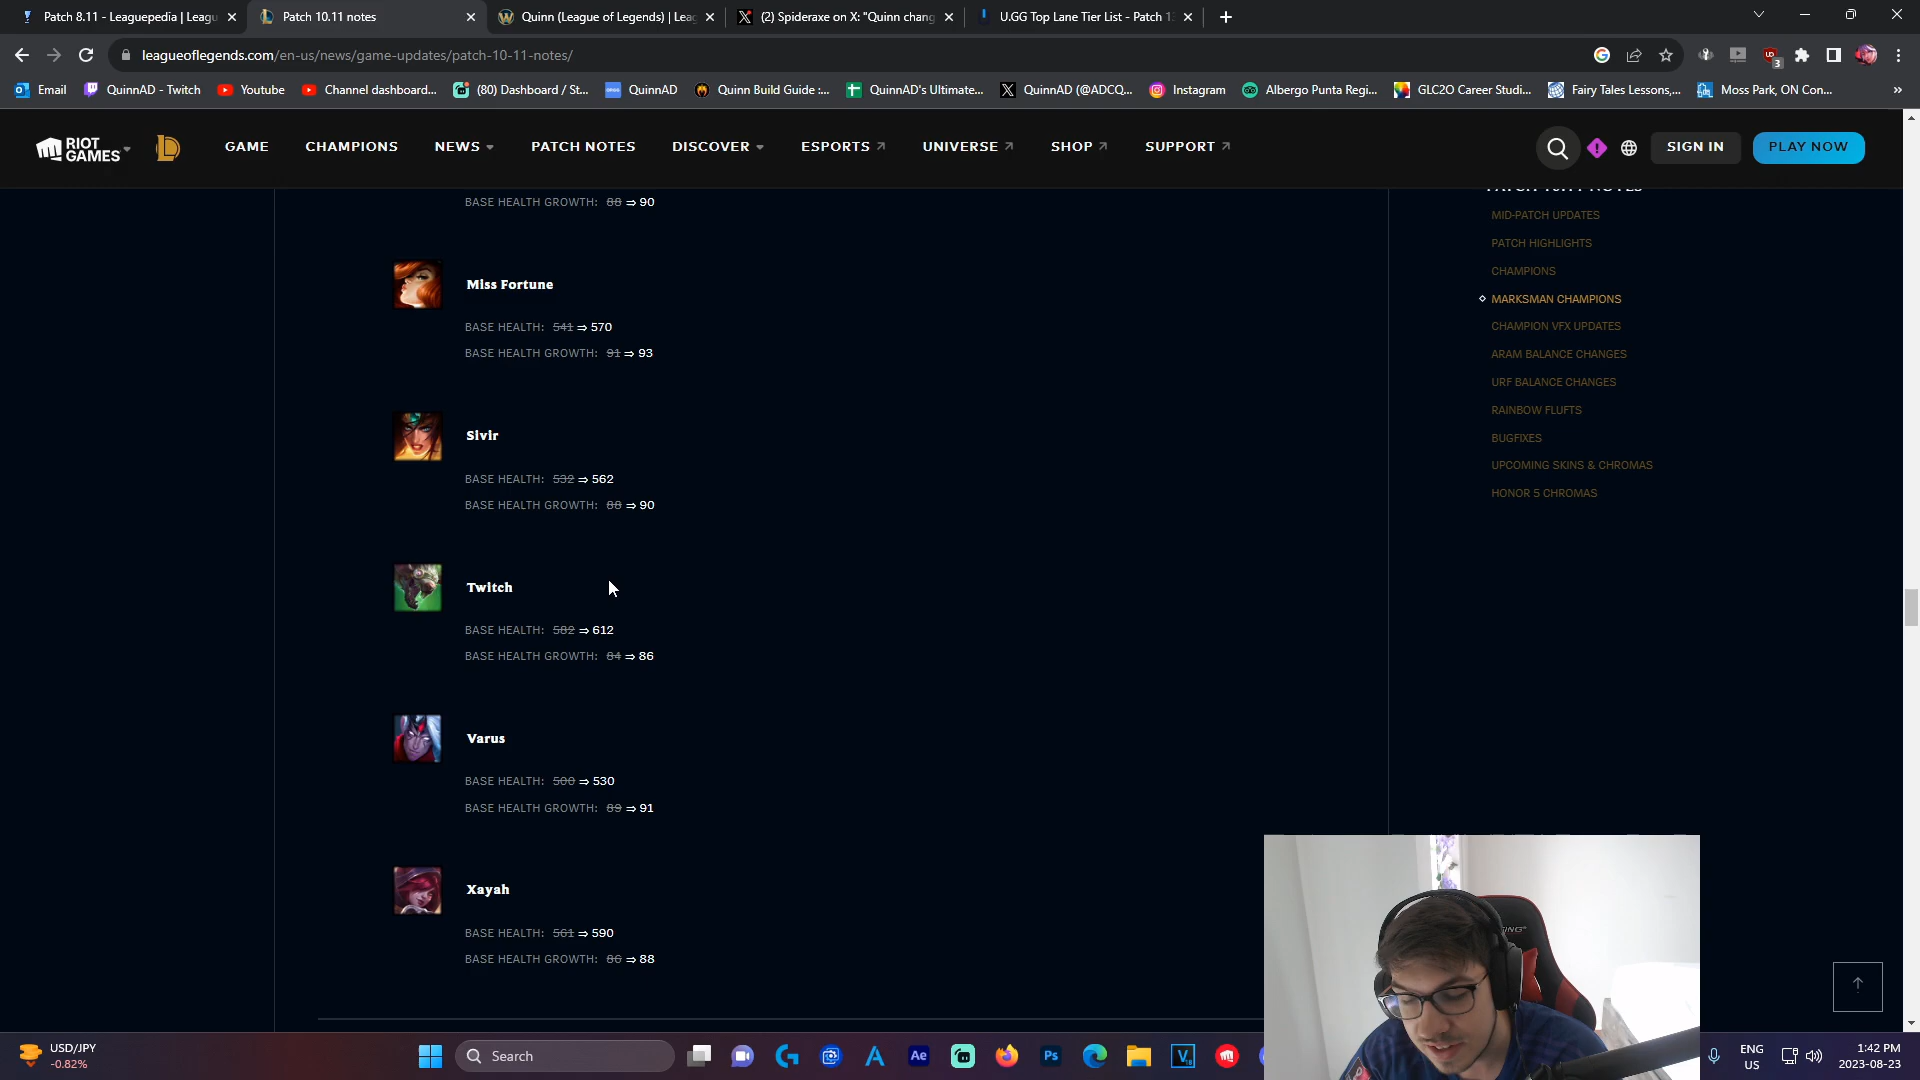 Patch 8.11 - Leaguepedia | Leagu
Patch 10.11 notes
Quinn (League of Legends) | Leag
(2) Spideraxe on X: "Quinn chang
U.GG Top Lane Tier List - Patch 1
leagueoflegends.com/en-us/news/game-updates/patch-10-11-notes/
3
Email
QuinnAD - Twitch
Youtube
Channel dashboard...
(80) Dashboard / St...
QuinnAD
Quinn Build Guide :...
QuinnAD's Ultimate...
QuinnAD (@ADCQ...
Instagram
Albergo Punta Regi...
GLC2O Career Studi...
Fairy Tales Lessons,...
Moss Park, ON Con...
RIOT GAMES
GAME
CHAMPIONS
NEWS
PATCH NOTES
DISCOVER
ESPORTS
UNIVERSE
SHOP
SUPPORT
SIGN IN
PLAY NOW
BASE HEALTH GROWTH: 88 ⇒ 90
Miss Fortune
BASE HEALTH: 541 ⇒ 570
BASE HEALTH GROWTH: 91 ⇒ 93
Sivir
BASE HEALTH: 532 ⇒ 562
BASE HEALTH GROWTH: 88 ⇒ 90
Twitch
BASE HEALTH: 582 ⇒ 612
BASE HEALTH GROWTH: 84 ⇒ 86
Varus
BASE HEALTH: 500 ⇒ 530
BASE HEALTH GROWTH: 89 ⇒ 91
Xayah
BASE HEALTH: 561 ⇒ 590
BASE HEALTH GROWTH: 86 ⇒ 88
PATCH 10.11 NOTES
MID-PATCH UPDATES
PATCH HIGHLIGHTS
CHAMPIONS
MARKSMAN CHAMPIONS
CHAMPION VFX UPDATES
ARAM BALANCE CHANGES
URF BALANCE CHANGES
RAINBOW FLUFTS
BUGFIXES
UPCOMING SKINS & CHROMAS
HONOR 5 CHROMAS
USD/JPY
-0.82%
Search
Ae
Ps
ENG
US
1:42 PM
2023-08-23